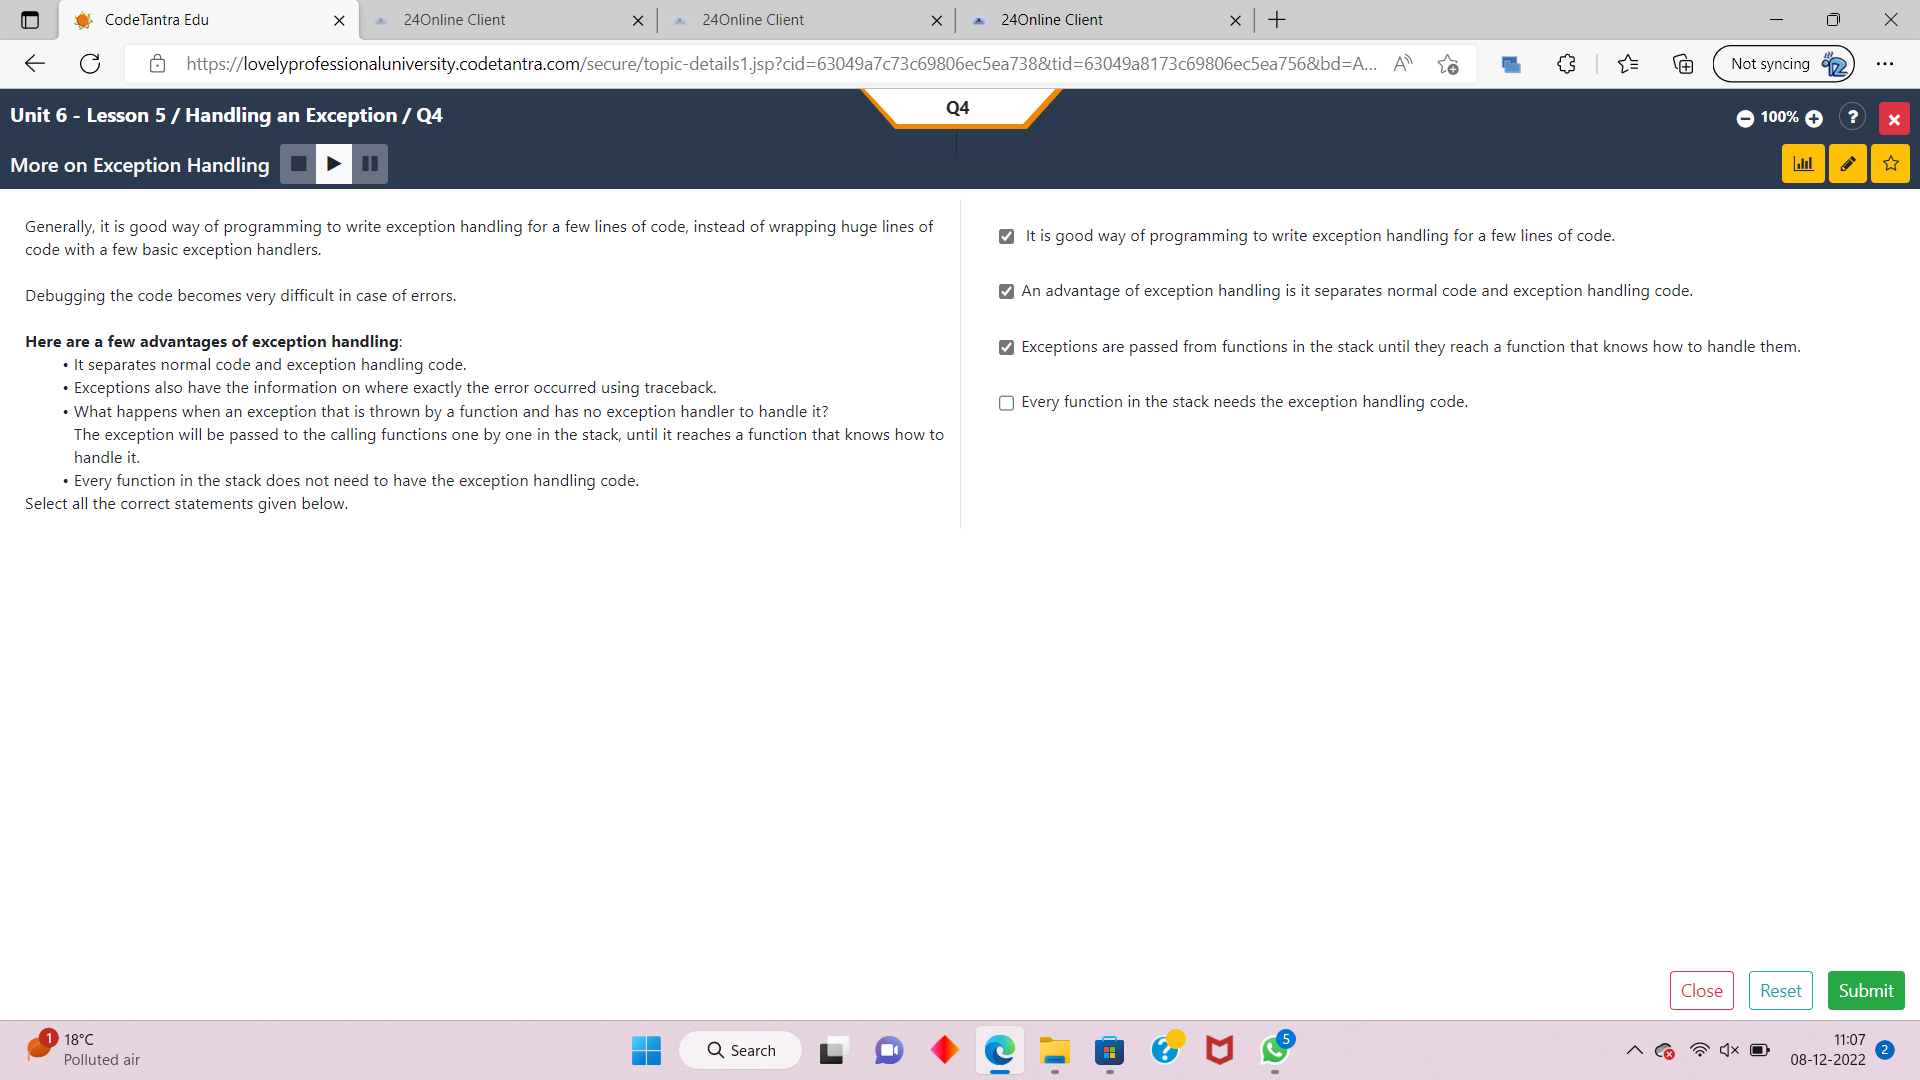 CodeTantra Edu
24Online Client
24Online Client
24Online Client
https://lovelyprofessionaluniversity.codetantra.com/secure/topic-details1.jsp?cid=63049a7c73c69806ec5ea738&tid=63049a8173c69806ec5ea756&bd=A...
Not syncing
Unit 6 - Lesson 5 / Handling an Exception / Q4
Q4
100%
?
More on Exception Handling
Generally, it is good way of programming to write exception handling for a few lines of code, instead of wrapping huge lines of
code with a few basic exception handlers.
Debugging the code becomes very difficult in case of errors.
Here are a few advantages of exception handling:
• It separates normal code and exception handling code.
• Exceptions also have the information on where exactly the error occurred using traceback.
• What happens when an exception that is thrown by a function and has no exception handler to handle it?
The exception will be passed to the calling functions one by one in the stack, until it reaches a function that knows how to
handle it.
• Every function in the stack does not need to have the exception handling code.
Select all the correct statements given below.
It is good way of programming to write exception handling for a few lines of code.
An advantage of exception handling is it separates normal code and exception handling code.
Exceptions are passed from functions in the stack until they reach a function that knows how to handle them.
Every function in the stack needs the exception handling code.
Close
Reset
Submit
1
18°C
Polluted air
Search
5
11:07
08-12-2022
2